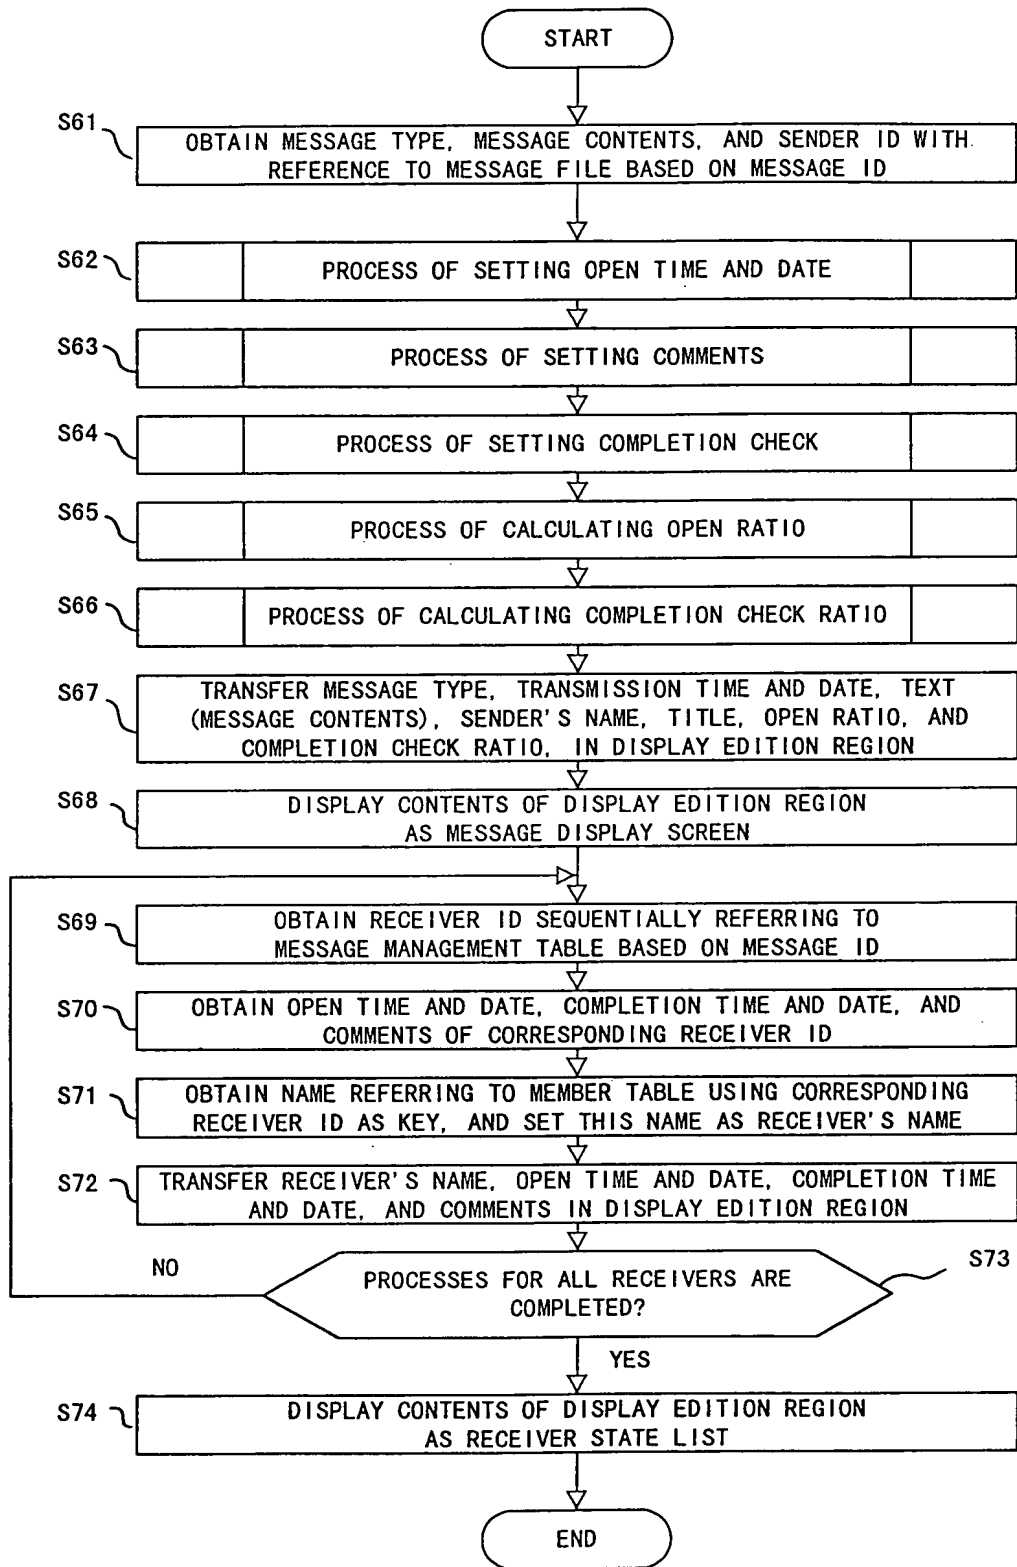 START
S61
OBTAIN MESSAGE TYPE, MESSAGE CONTENTS, AND SENDER ID WITH
REFERENCE TO MESSAGE FILE BASED ON MESSAGE ID
S62
PROCESS OF SETTING OPEN TIME AND DATE
S63
PROCESS OF SETTING COMMENTS
S64
PROCESS OF SETTING COMPLETION CHECK
S65
PROCESS OF CALCULATING OPEN RATIO
S66
PROCESS OF CALCULATING COMPLETION CHECK RATIO
S67
TRANSFER MESSAGE TYPE, TRANSMISSION TIME AND DATE, TEXT
(MESSAGE CONTENTS), SENDER'S NAME, TITLE, OPEN RATIO, AND
COMPLETION CHECK RATIO, IN DISPLAY EDITION REGION
S68
DISPLAY CONTENTS OF DISPLAY EDITION REGION
AS MESSAGE DISPLAY SCREEN
S69
OBTAIN RECEIVER ID SEQUENTIALLY REFERRING TO
MESSAGE MANAGEMENT TABLE BASED ON MESSAGE ID
S70
OBTAIN OPEN TIME AND DATE, COMPLETION TIME AND DATE, AND
COMMENTS OF CORRESPONDING RECEIVER ID
S71
OBTAIN NAME REFERRING TO MEMBER TABLE USING CORRESPONDING
RECEIVER ID AS KEY, AND SET THIS NAME AS RECEIVER'S NAME
S72
TRANSFER RECEIVER'S NAME, OPEN TIME AND DATE, COMPLETION TIME
AND DATE, AND COMMENTS IN DISPLAY EDITION REGION
NO
S73
PROCESSES FOR ALL RECEIVERS ARE
COMPLETED?
YES
S74
DISPLAY CONTENTS OF DISPLAY EDITION REGION
AS RECEIVER STATE LIST
END